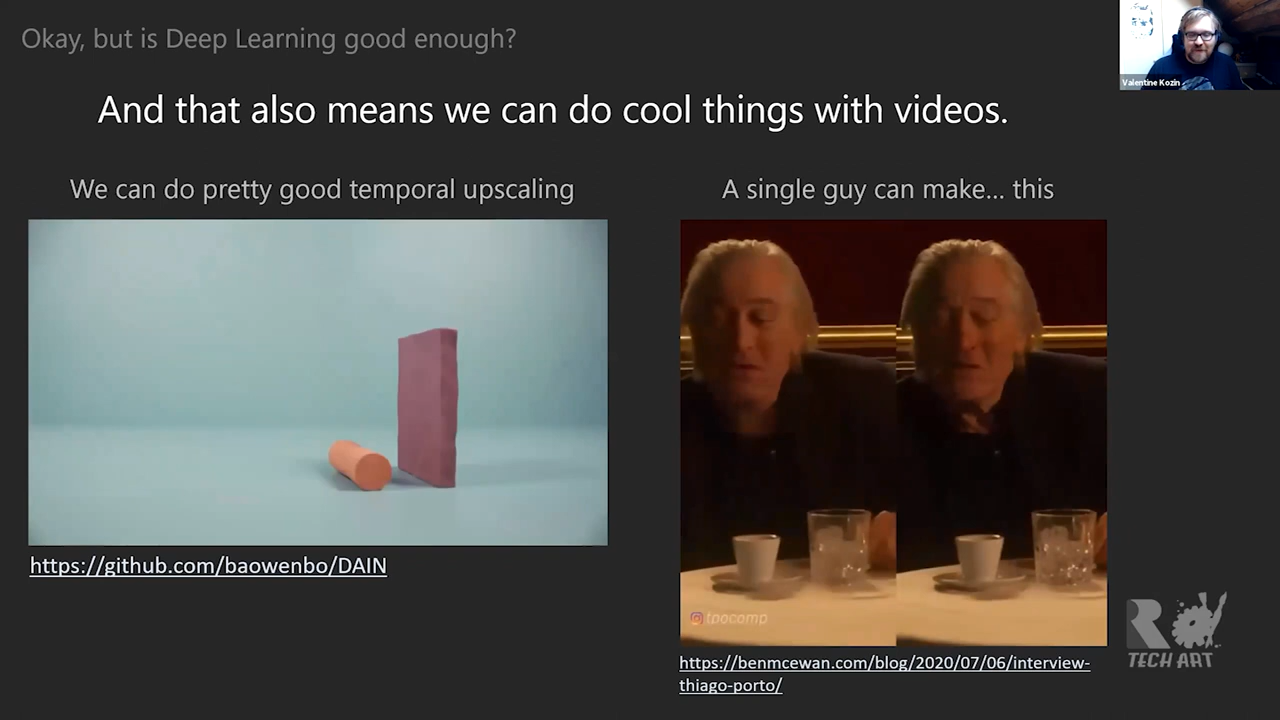 Okay, but is Deep Learning good enough?
Valentine Kozin
And that also means we can do cool things with videos.
We can do pretty good temporal upscaling
A single guy can make... this
https://github.com/baowenbo/DAIN
tpocomp
https://benmcewan.com/blog/2020/07/06/interview-
thiago-porto/
R
TECH ART